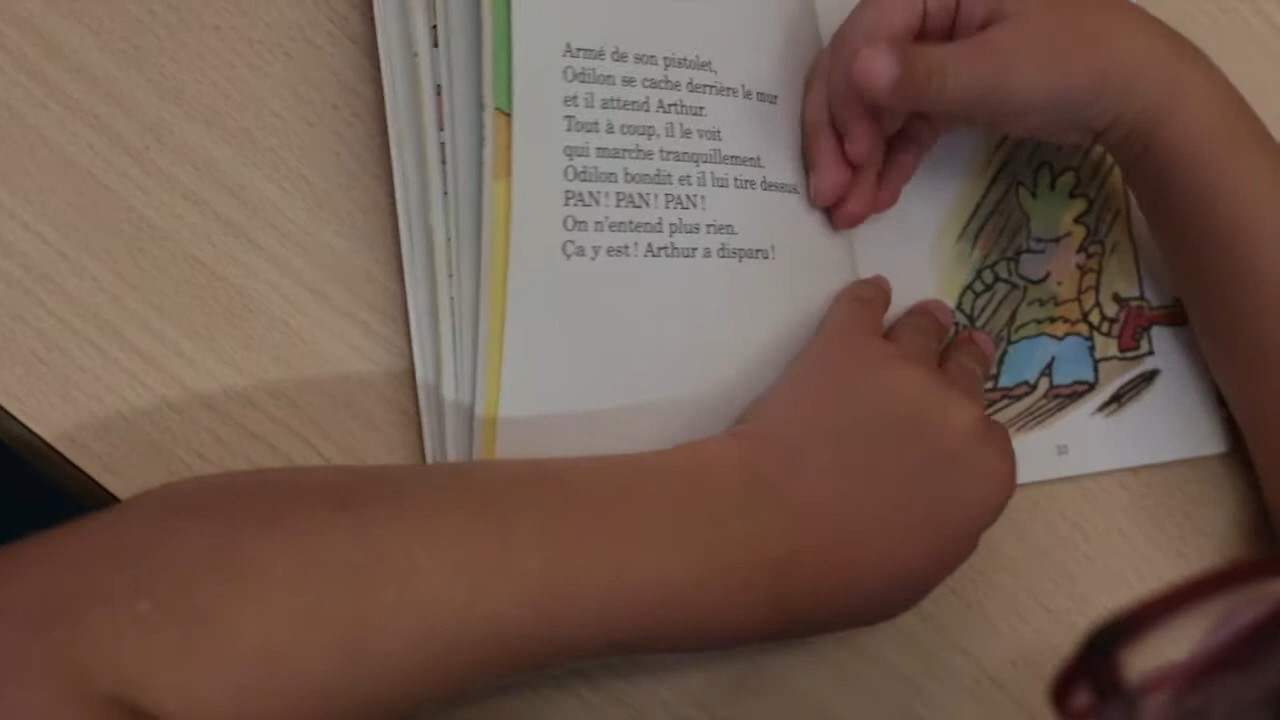 Armé de son pistolet,
Odilon se cache derrière le mur
et il attend Arthur.
Tout à coup, il le voit
qui marche tranquillement.
Odilon bondit et il lui tire dessus.
PAN ! PAN ! PAN !
On n'entend plus rien.
Ça y est ! Arthur a disparu !